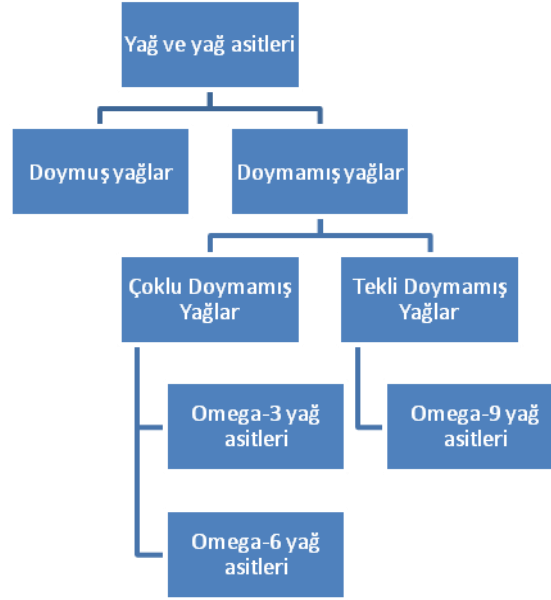 Yağ ve yağ asitleri
Doymuş yağlar
Doymamış yağlar
Çoklu Doymamış
Yağlar
Tekli Doymamış
Yağlar
Omega-3 yağ
asitleri
Omega-9 yağ
asitleri
Omega-6 yağ
asitleri